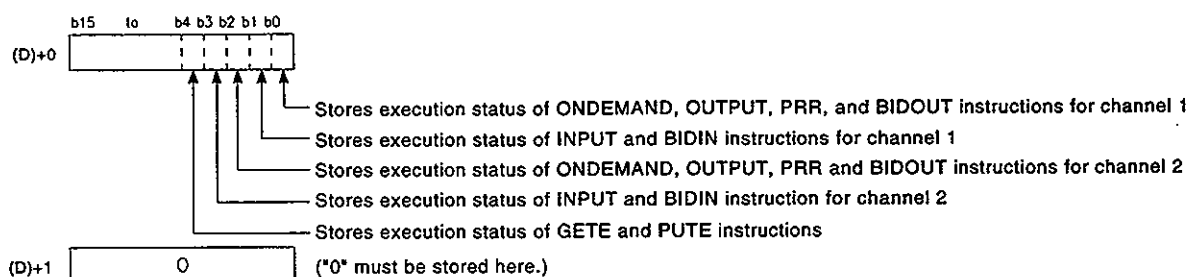 b15 to b4 b3 b2 b1 b0
(D)+0
Stores execution status of ONDEMAND, OUTPUT, PRR, and BIDOUT instructions for channel 1
Stores execution status of INPUT and BIDIN instructions for channel 1
Stores execution status of ONDEMAND, OUTPUT, PRR and BIDOUT instructions for channel 2
Stores execution status of INPUT and BIDIN instruction for channel 2
Stores execution status of GETE and PUTE instructions
(D)+1 0 ("0" must be stored here.)